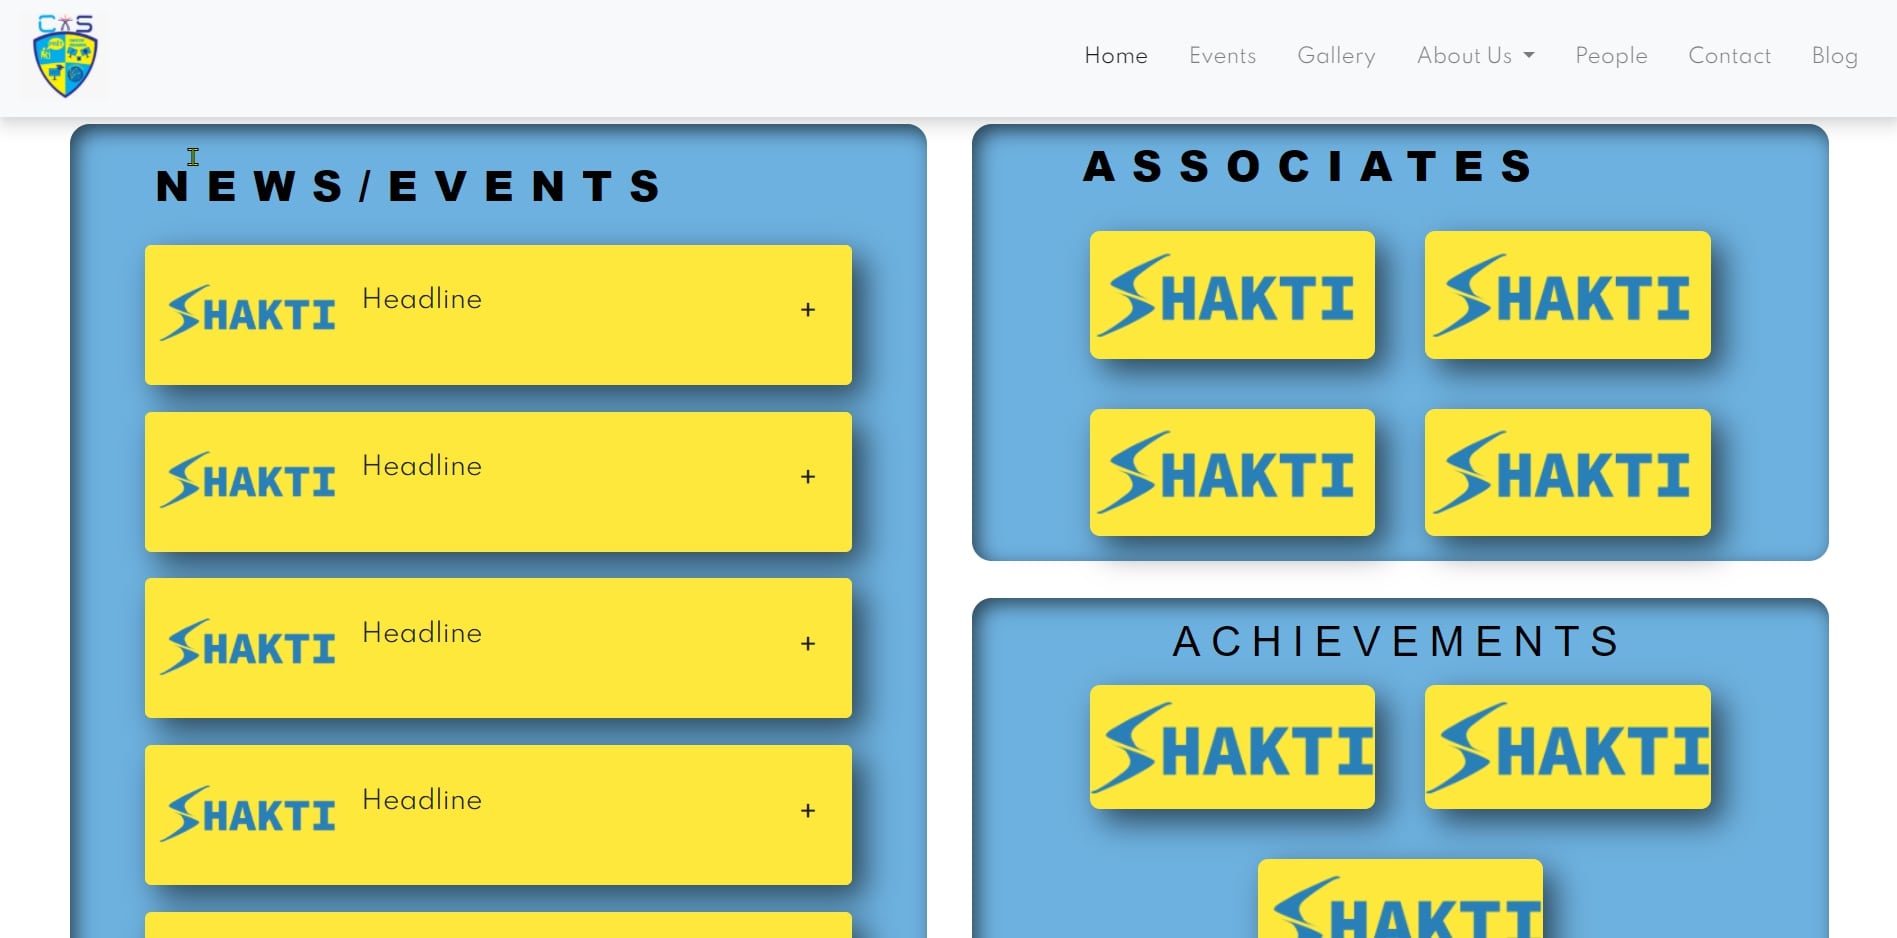 CAS
Home Events Gallery About Us People Contact Blog
NEWS/EVENTS
SHAKTI Headline +
SHAKTI Headline +
SHAKTI Headline +
SHAKTI Headline +
ASSOCIATES
SHAKTI SHAKTI
SHAKTI SHAKTI
ACHIEVEMENTS
SHAKTI SHAKTI
SHAKTI